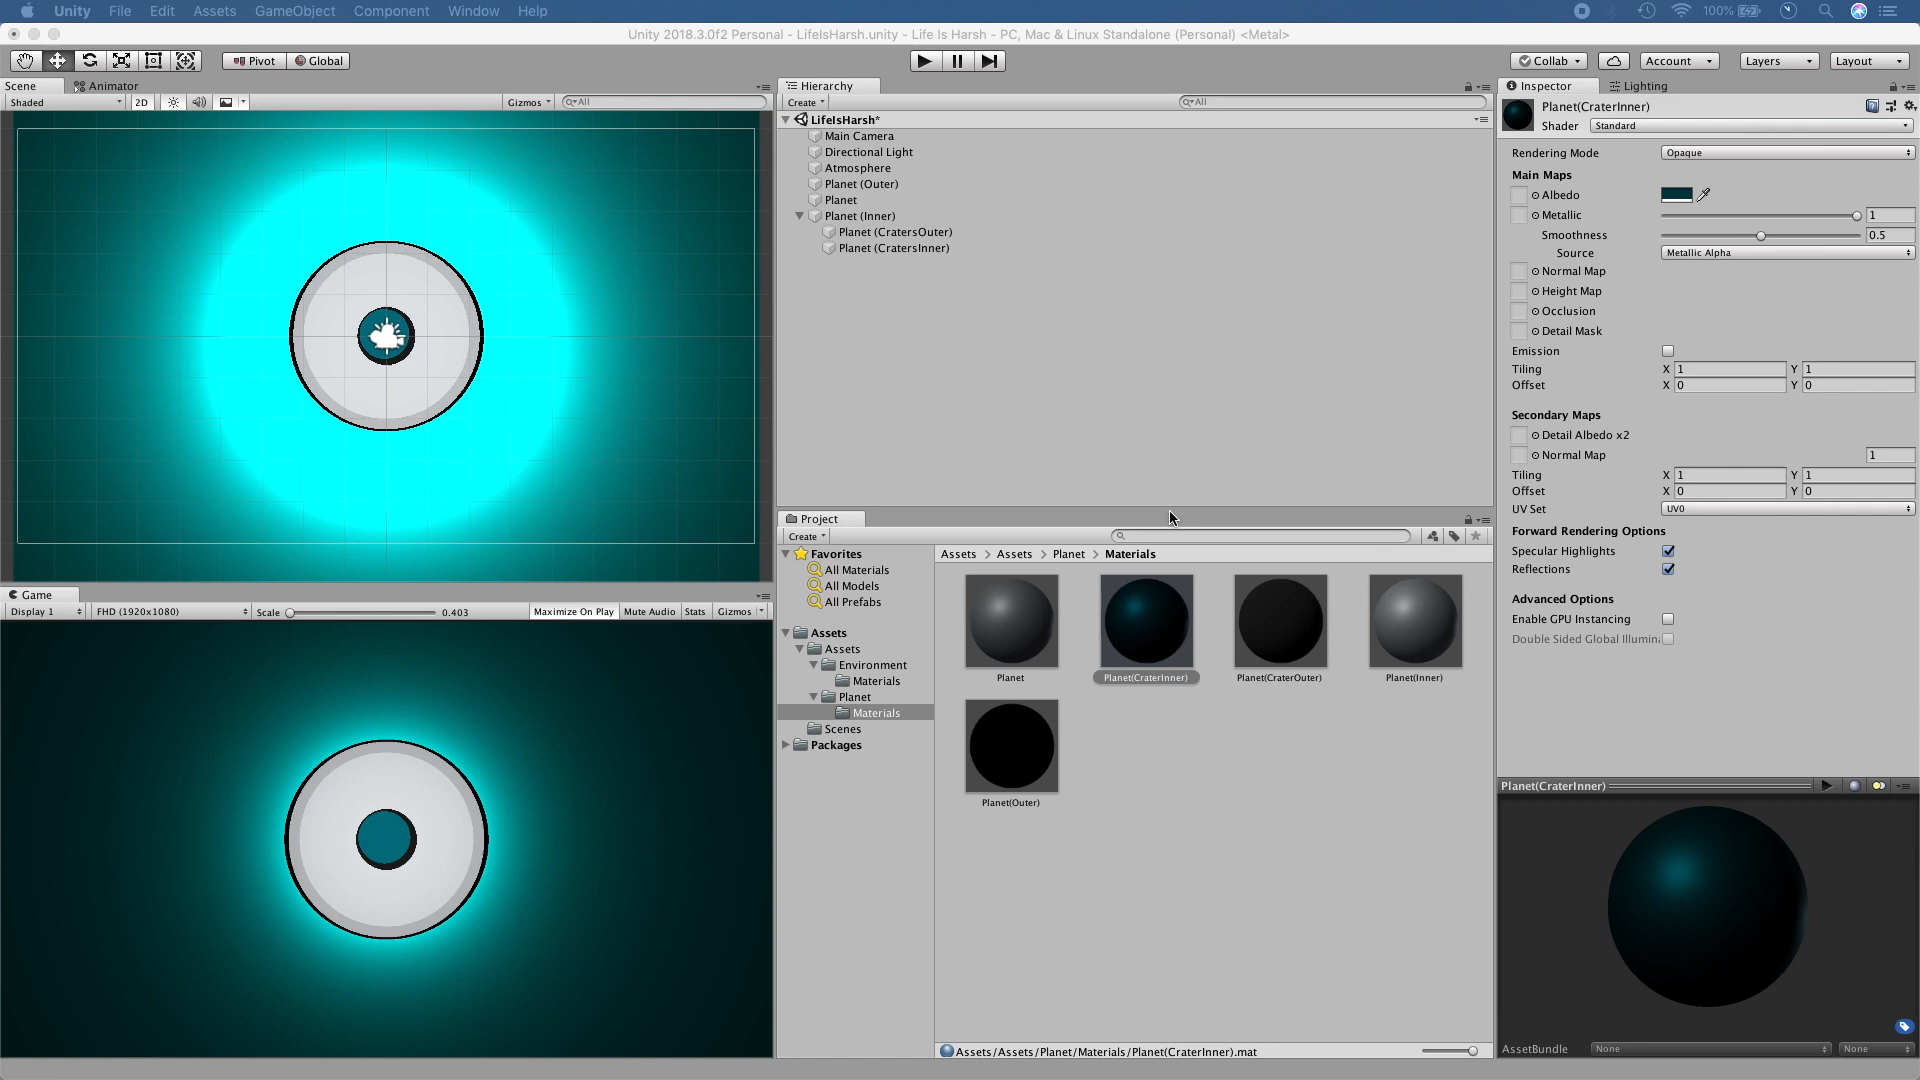 Unity File Edit Assets GameObject Component Window Help 100%
Unity 2018.3.0f2 Personal - LifeIsHarsh.unity - Life Is Harsh - PC, Mac & Linux Standalone (Personal) <Metal>
Pivot Global Collab Account Layers Layout
Scene Animator
Shaded 2D Gizmos All
Hierarchy
Create All
LifeIsHarsh*
Main Camera
Directional Light
Atmosphere
Planet (Outer)
Planet
Planet (Inner)
Planet (CratersOuter)
Planet (CratersInner)
Game
Display 1 FHD (1920x1080) Scale 0.403 Maximize On Play Mute Audio Stats Gizmos
Project
Create
Favorites
All Materials
All Models
All Prefabs
Assets
Assets
Environment
Materials
Planet
Materials
Scenes
Packages
Assets > Assets > Planet > Materials
Planet Planet(CraterInner) Planet(CraterOuter) Planet(Inner)
Planet(Outer)
Assets/Assets/Planet/Materials/Planet(CraterInner).mat
Inspector Lighting
Planet(CraterInner)
Shader Standard
Rendering Mode Opaque
Main Maps
Albedo
Metallic 1
Smoothness 0.5
Source Metallic Alpha
Normal Map
Height Map
Occlusion
Detail Mask
Emission
Tiling X 1 Y 1
Offset X 0 Y 0
Secondary Maps
Detail Albedo x2
Normal Map 1
Tiling X 1 Y 1
Offset X 0 Y 0
UV Set UV0
Forward Rendering Options
Specular Highlights
Reflections
Advanced Options
Enable GPU Instancing
Double Sided Global Illumin
Planet(CraterInner)
AssetBundle None None